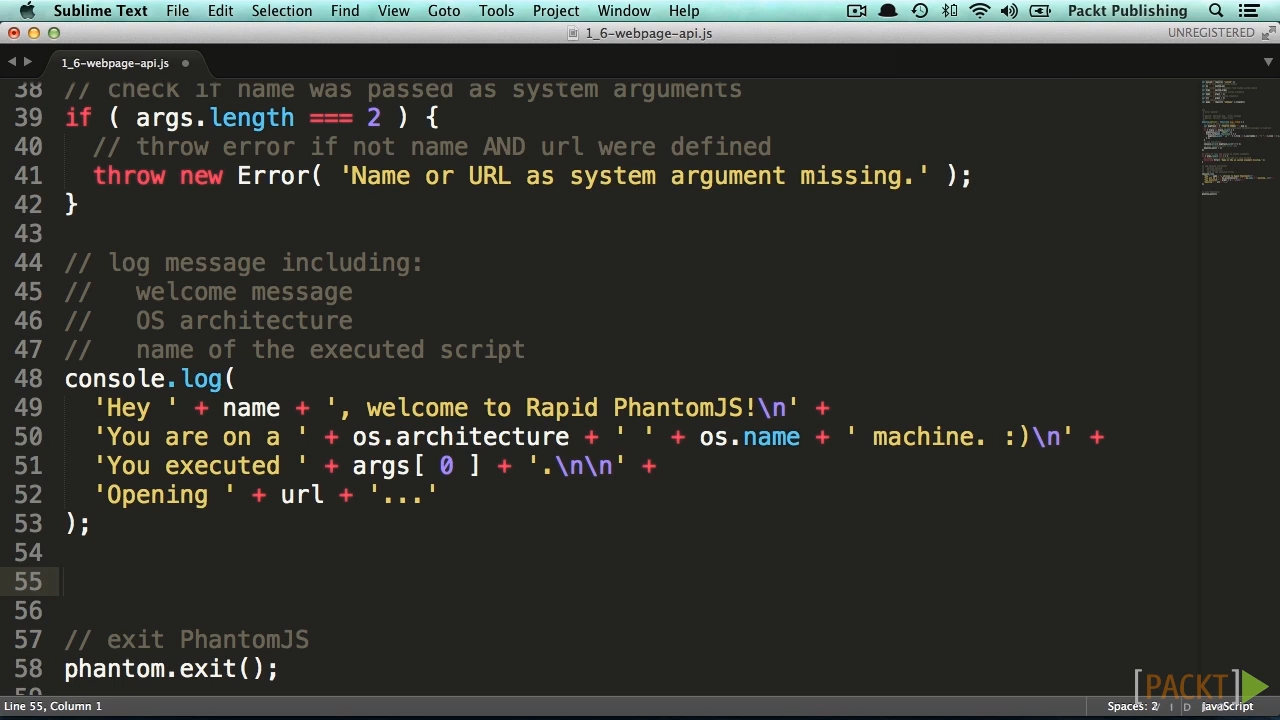 Sublime Text File Edit Selection Find View Goto Tools Project Window Help Packt Publishing
1_6-webpage-api.js UNREGISTERED
1_6-webpage-api.js
38 // check if name was passed as system arguments
39 if ( args.length === 2 ) {
40 // throw error if not name AND url were defined
41 throw new Error( 'Name or URL as system argument missing.' );
42 }
43
44 // log message including:
45 // welcome message
46 // OS architecture
47 // name of the executed script
48 console.log(
49 'Hey ' + name + ', welcome to Rapid PhantomJS!\n' +
50 'You are on a ' + os.architecture + ' ' + os.name + ' machine. :)\n' +
51 'You executed ' + args[ 0 ] + '.\n\n' +
52 'Opening ' + url + '...'
53 );
54
55
56
57 // exit PhantomJS
58 phantom.exit();
59
[PACKT]
Line 55, Column 1 Spaces: 2 JavaScript